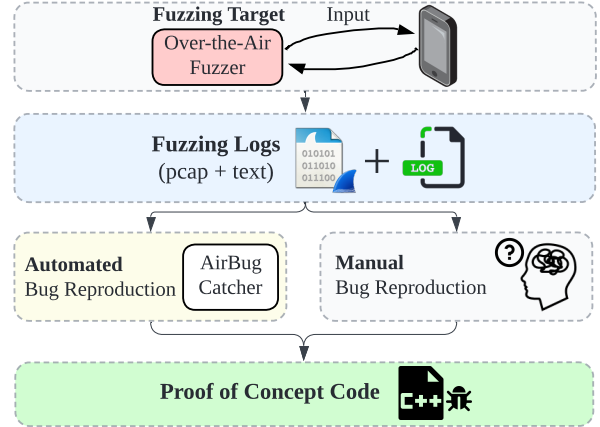 Fuzzing Target
Input
Over-the-Air
Fuzzer
Fuzzing Logs
(pcap + text)
010101
011010
011100
+
LOG
Automated
Bug Reproduction
AirBug
Catcher
Manual
Bug Reproduction
?
Proof of Concept Code
C++